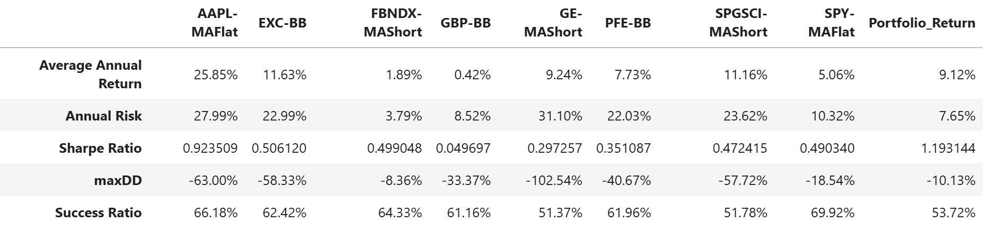 AAPL-MAFlat EXC-BB FBNDX-MAShort GBP-BB GE-MAShort PFE-BB SPGSCI-MAShort SPY-MAFlat Portfolio_Return
Average Annual Return 25.85% 11.63% 1.89% 0.42% 9.24% 7.73% 11.16% 5.06% 9.12%
Annual Risk 27.99% 22.99% 3.79% 8.52% 31.10% 22.03% 23.62% 10.32% 7.65%
Sharpe Ratio 0.923509 0.506120 0.499048 0.049697 0.297257 0.351087 0.472415 0.490340 1.193144
maxDD -63.00% -58.33% -8.36% -33.37% -102.54% -40.67% -57.72% -18.54% -10.13%
Success Ratio 66.18% 62.42% 64.33% 61.16% 51.37% 61.96% 51.78% 69.92% 53.72%